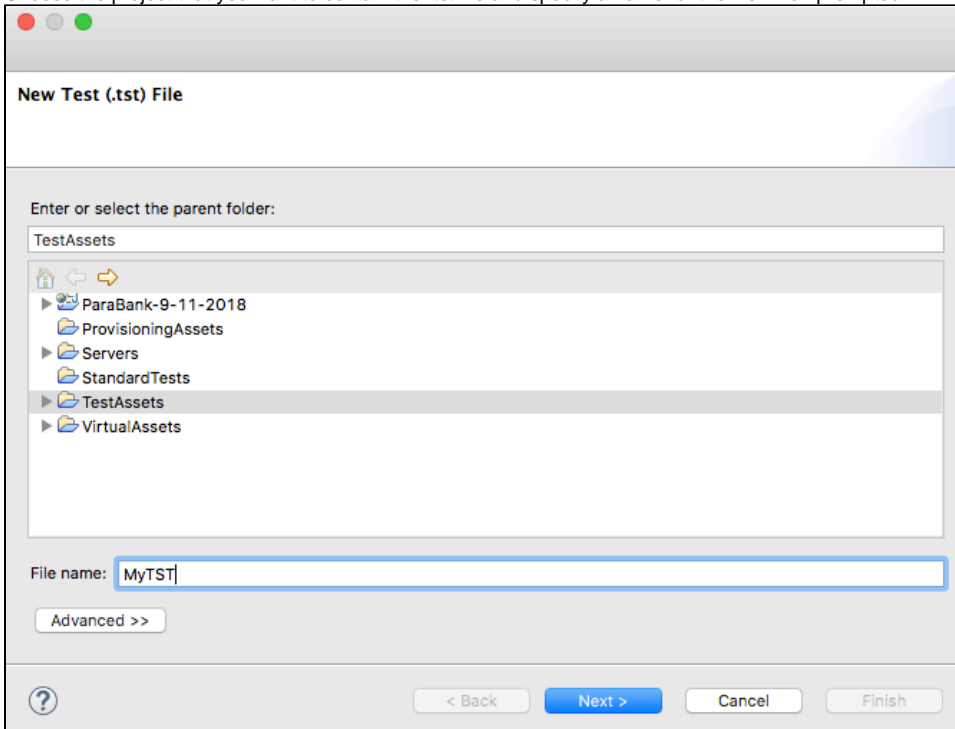 New Test (.tst) File
Enter or select the parent folder:
TestAssets
ParaBank-9-11-2018
ProvisioningAssets
Servers
StandardTests
TestAssets
VirtualAssets
File name: MyTST
Advanced >>
? < Back Next > Cancel Finish